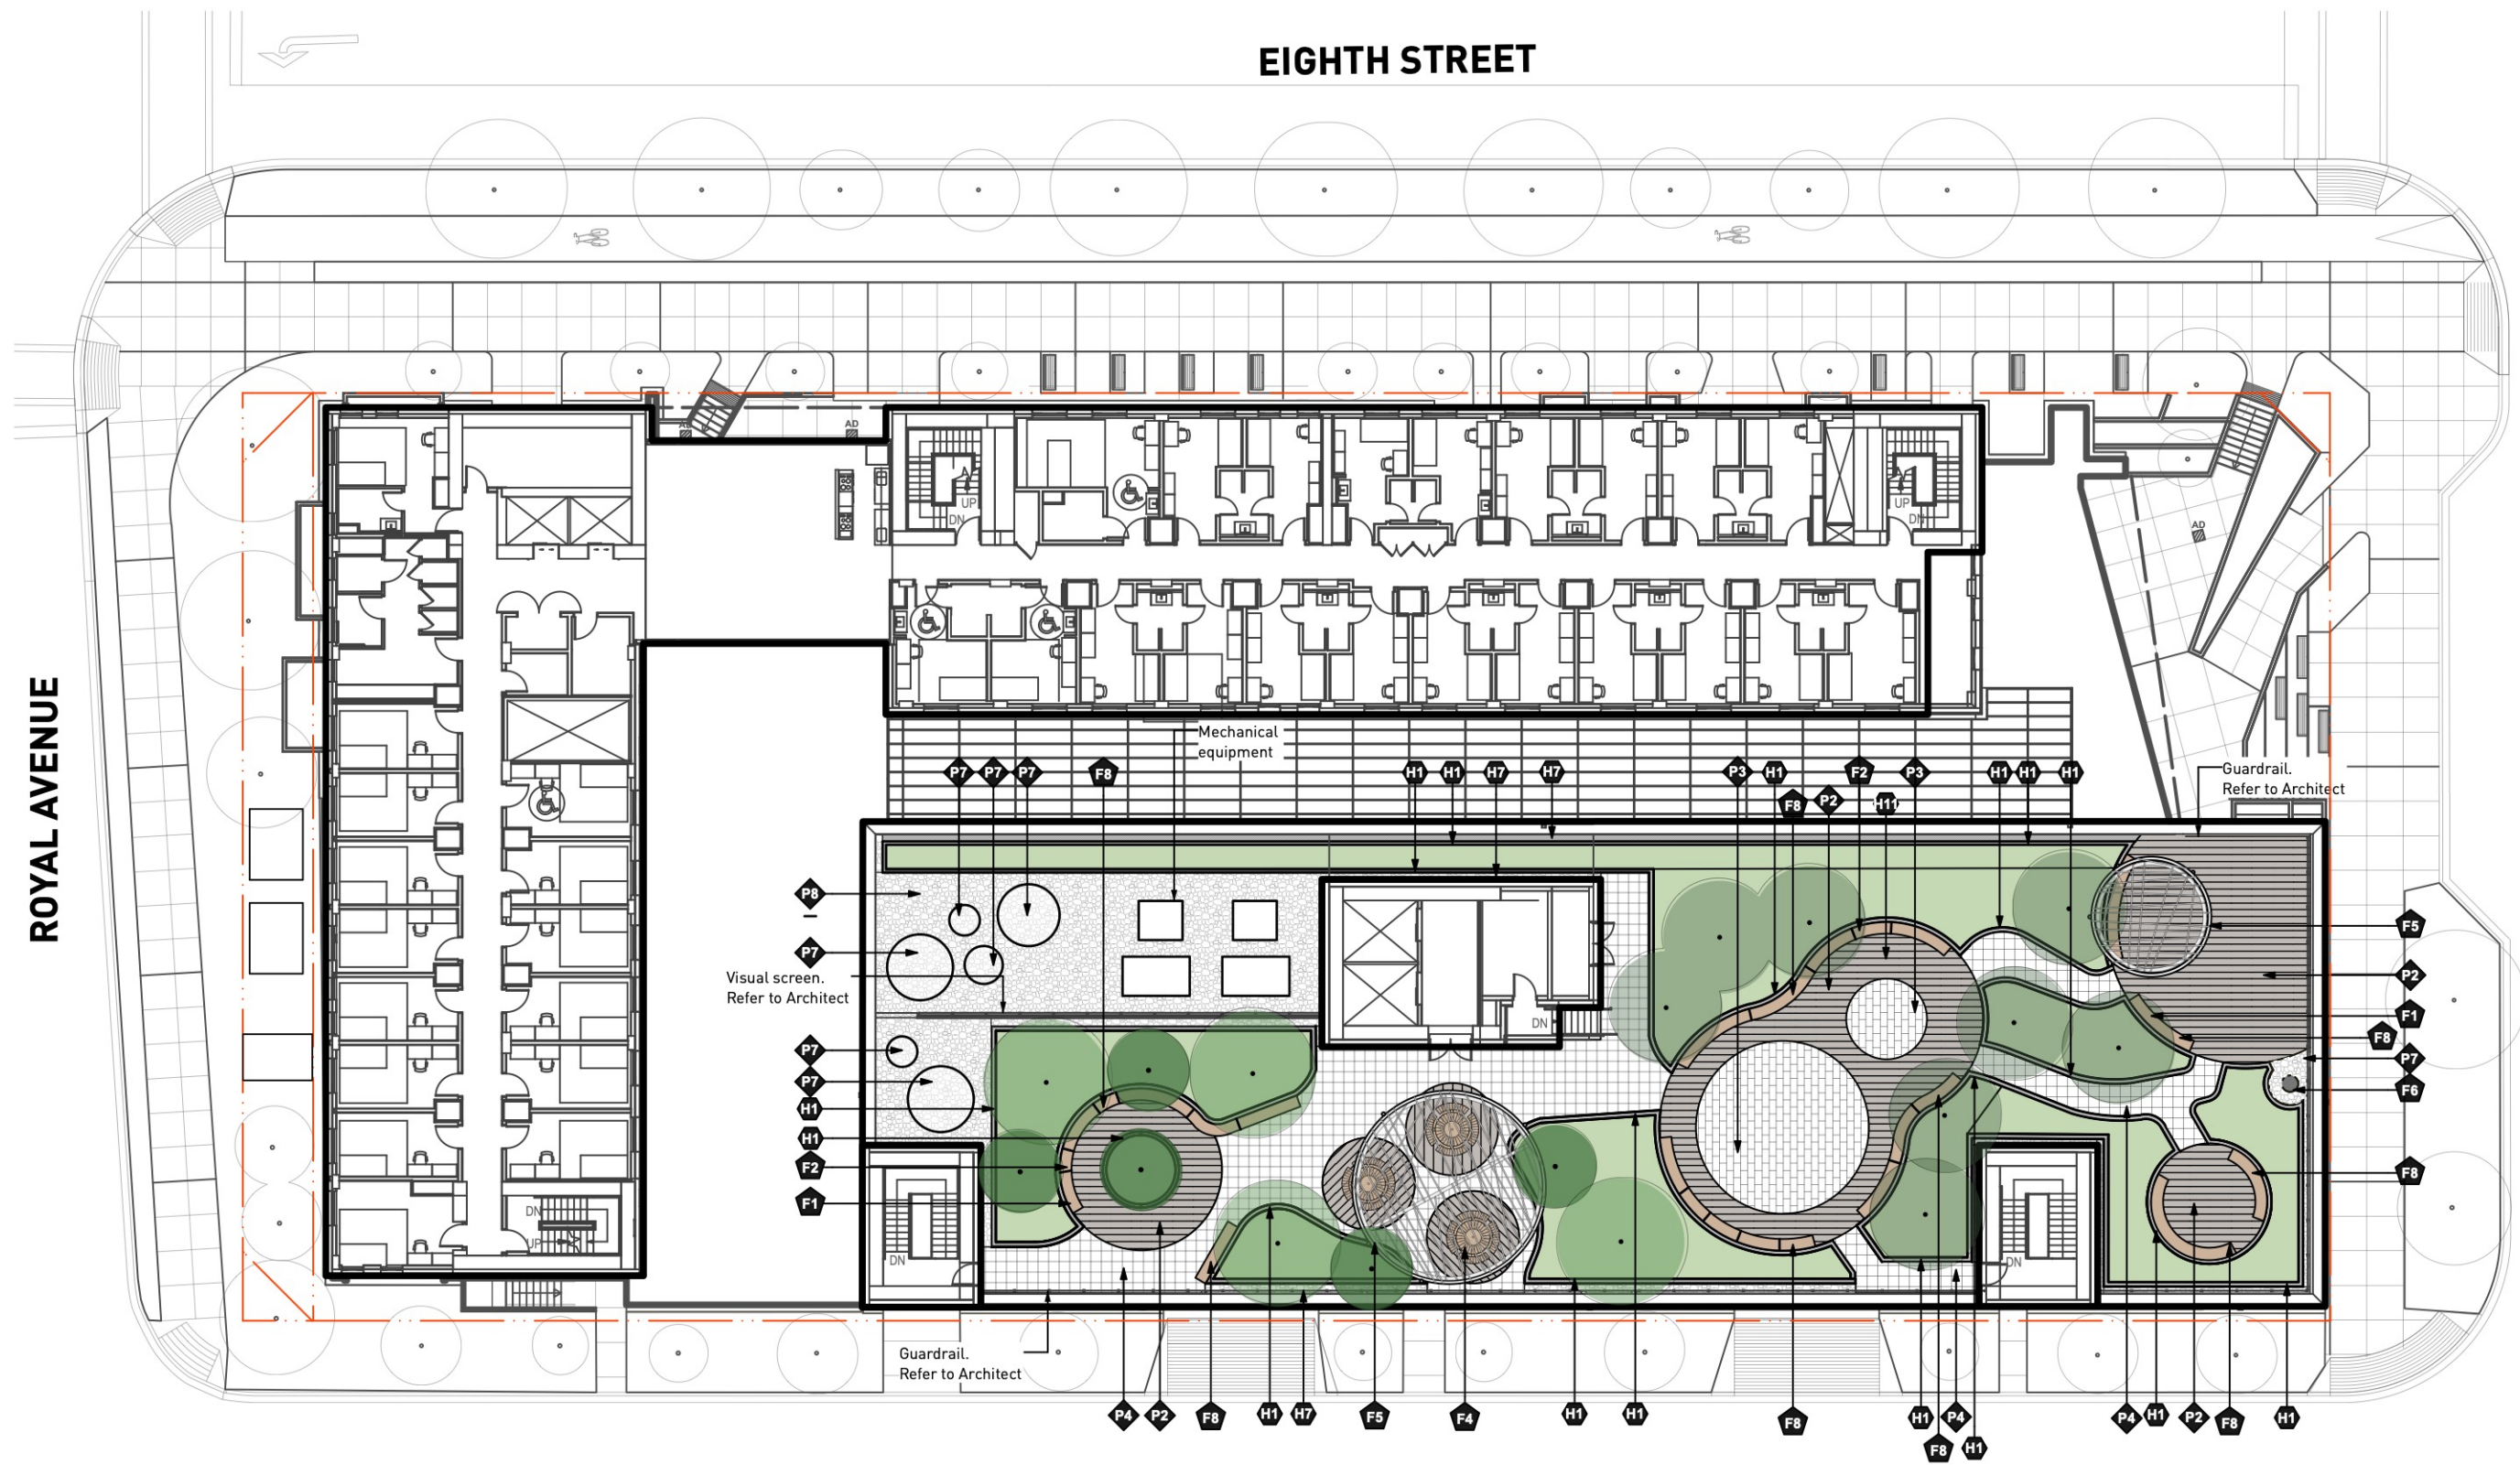 EIGHTH STREET
ROYAL AVENUE
AD
AD
UP
DN
UP
DN
AD
Mechanical
equipment
P7
P7
P7
F8
H1
H1
H7
H7
P3
H1
F8
P2
F2
H11
P3
H1
H1
H1
Guardrail.
Refer to Architect
P8
P7
Visual screen.
Refer to Architect
P7
P7
H1
H1
F2
F1
DN
F5
P2
F1
F8
P7
F6
F8
DN
UP
DN
DN
Guardrail.
Refer to Architect
P4
P2
F8
H1
H7
F5
F4
H1
H1
F8
H1
P4
F8
H1
P4
H1
P2
F8
H1